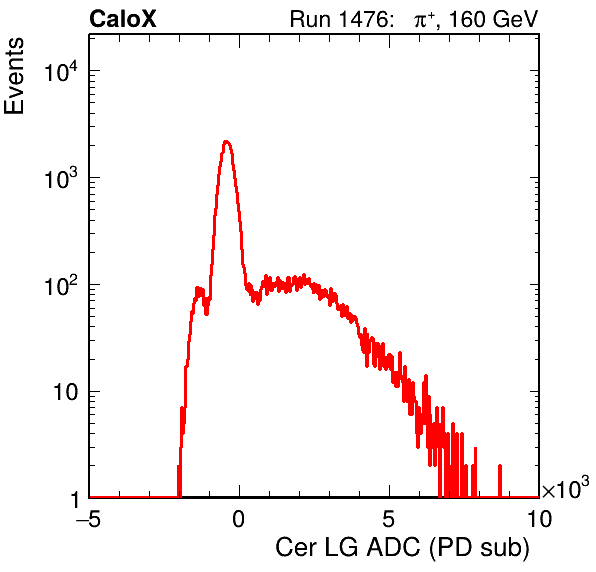 CaloX
Run 1476: π⁺, 160 GeV
Events
10⁴
10³
10²
10
1
−5
0
5
10
×10³
Cer LG ADC (PD sub)